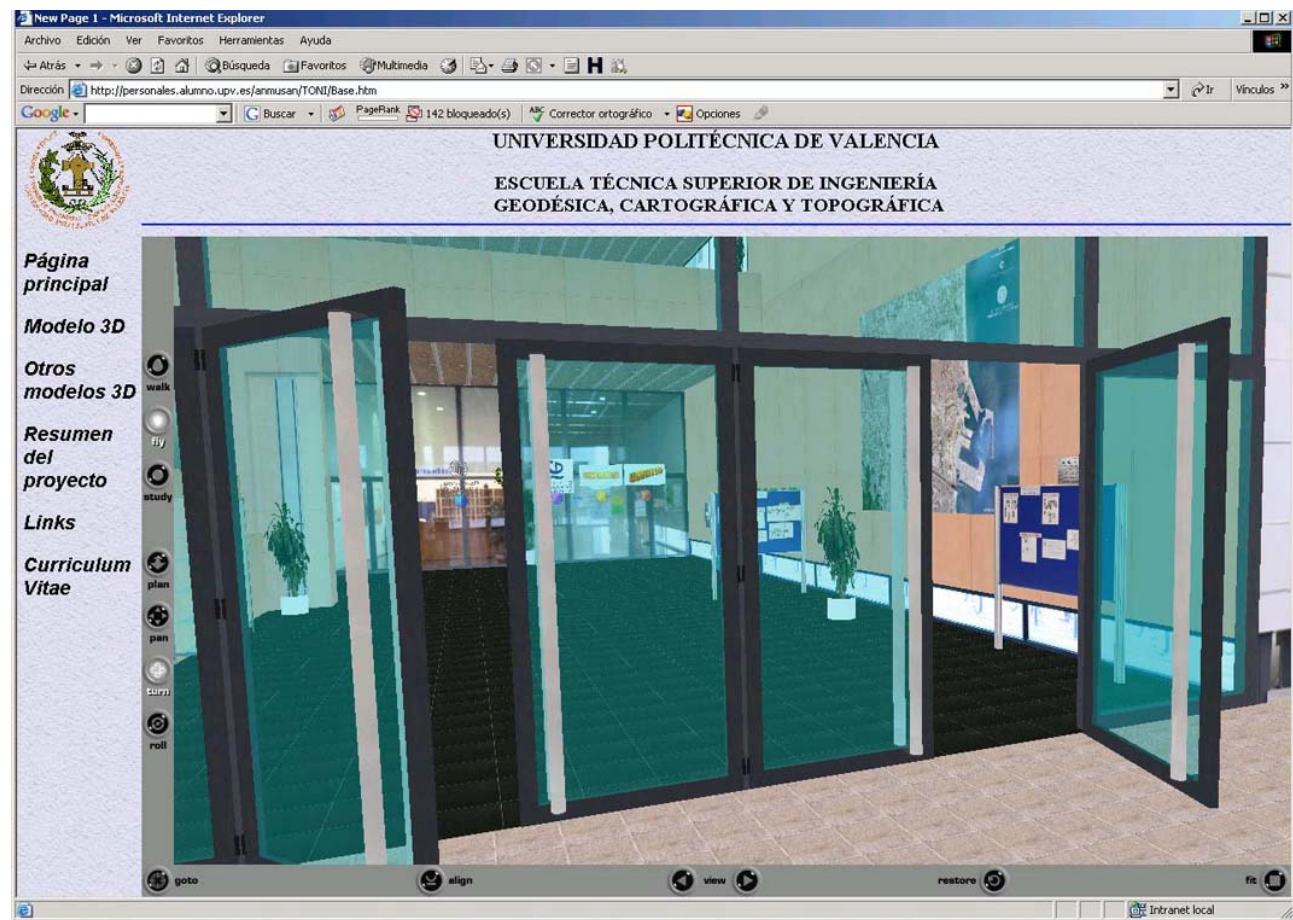 New Page 1 - Microsoft Internet Explorer
Archivo Edición Ver Favoritos Herramientas Ayuda
Atrás Búsqueda Favoritos Multimedia H
Dirección http://personales.alumno.upv.es/anmusan/TONI/Base.htm Ir Vínculos »
Google Buscar PageRank 142 bloqueado(s) ABC Corrector ortográfico Opciones
UNIVERSIDAD POLITÉCNICA DE VALENCIA
ESCUELA TÉCNICA SUPERIOR DE INGENIERÍA
GEODÉSICA, CARTOGRÁFICA Y TOPOGRÁFICA
Página
principal
Modelo 3D
Otros
modelos 3D
Resumen
del
proyecto
Links
Curriculum
Vitae
walk
fly
study
plan
pan
turn
roll
goto align view restore fit
Intranet local